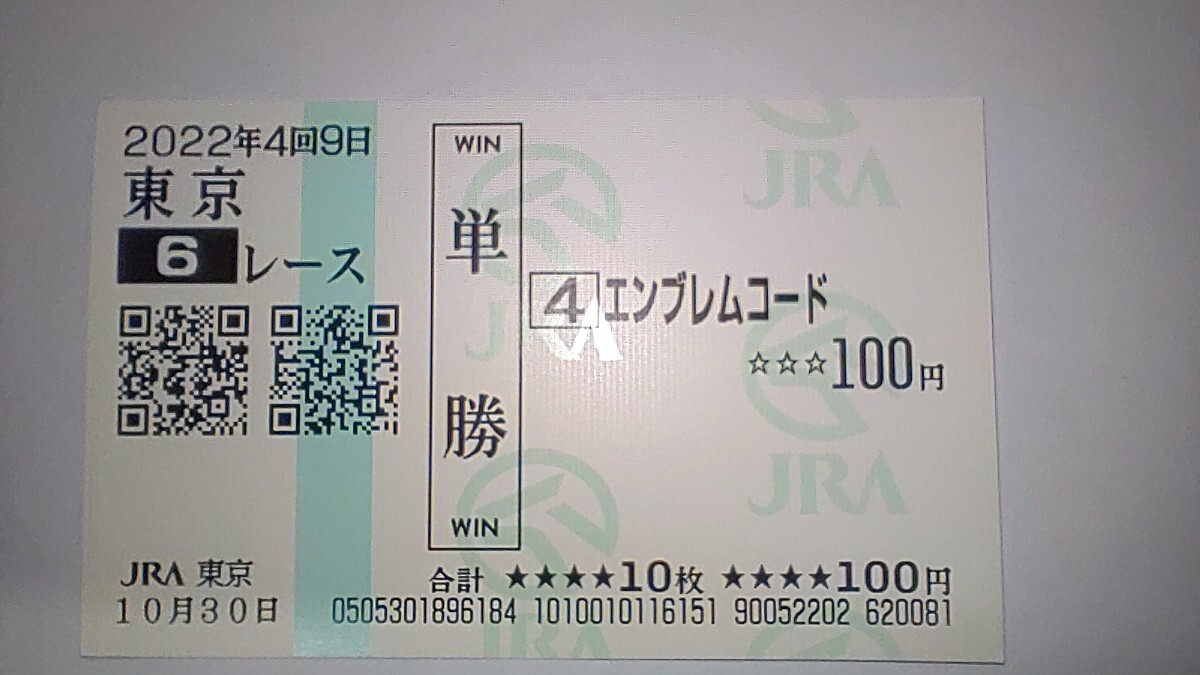 2022年4回9日
東京
6レース
WIN
単勝
WIN
4エンブレムコード
☆☆☆100円
JRA
JRA
JRA
JRA
JRA 東京
10月30日
合計 ★★★★10枚 ★★★★100円
0505301896184 1010010116151 90052202 620081